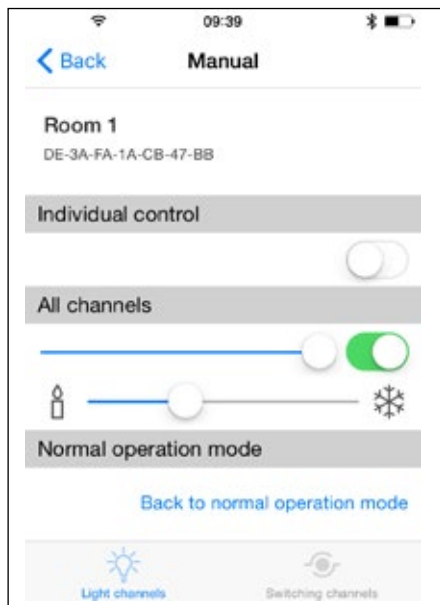 09:39
Back Manual
Room 1
DE-3A-FA-1A-CB-47-BB
Individual control
All channels
Normal operation mode
Back to normal operation mode
Light channels Switching channels